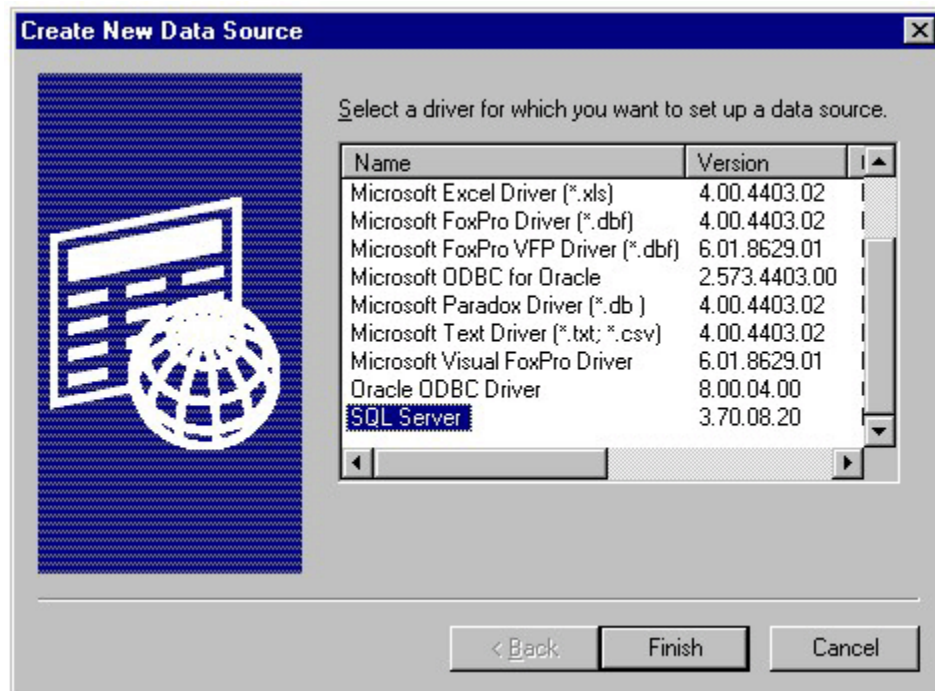 Create New Data Source
Select a driver for which you want to set up a data source.
Name Version
Microsoft Excel Driver (*.xls) 4.00.4403.02
Microsoft FoxPro Driver (*.dbf) 4.00.4403.02
Microsoft FoxPro VFP Driver (*.dbf) 6.01.8629.01
Microsoft ODBC for Oracle 2.573.4403.00
Microsoft Paradox Driver (*.db ) 4.00.4403.02
Microsoft Text Driver (*.txt; *.csv) 4.00.4403.02
Microsoft Visual FoxPro Driver 6.01.8629.01
Oracle ODBC Driver 8.00.04.00
SQL Server 3.70.08.20
< Back Finish Cancel